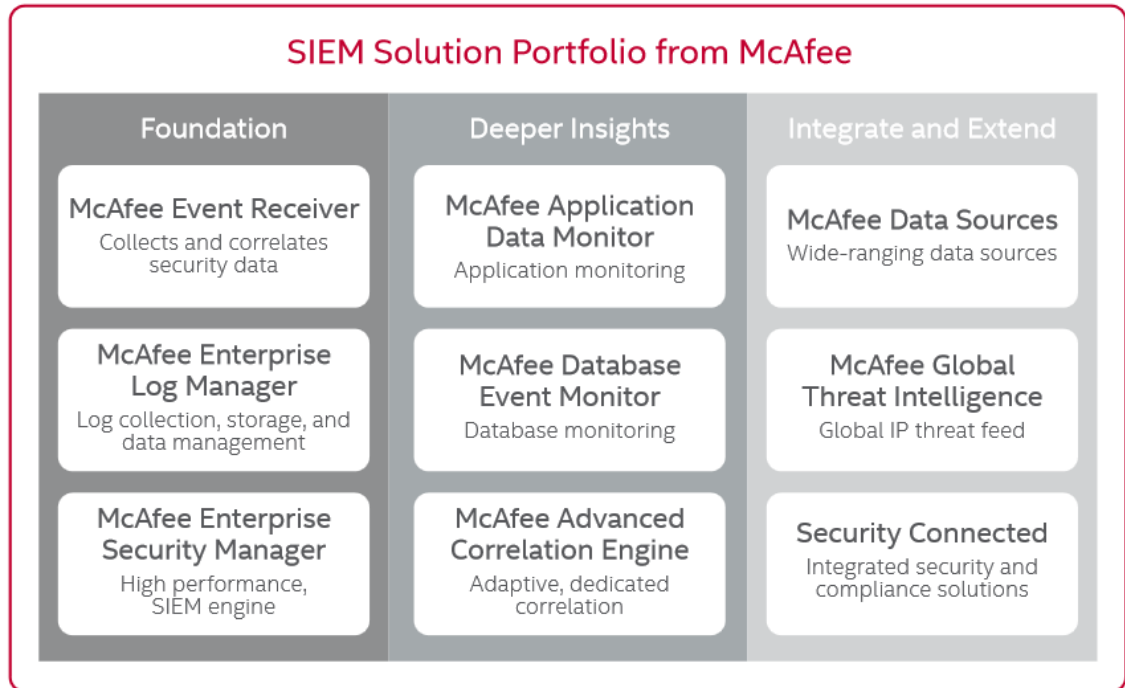 SIEM Solution Portfolio from McAfee
Foundation
McAfee Event Receiver
Collects and correlates
security data
McAfee Enterprise
Log Manager
Log collection, storage, and
data management
McAfee Enterprise
Security Manager
High performance,
SIEM engine
Deeper Insights
McAfee Application
Data Monitor
Application monitoring
McAfee Database
Event Monitor
Database monitoring
McAfee Advanced
Correlation Engine
Adaptive, dedicated
correlation
Integrate and Extend
McAfee Data Sources
Wide-ranging data sources
McAfee Global
Threat Intelligence
Global IP threat feed
Security Connected
Integrated security and
compliance solutions